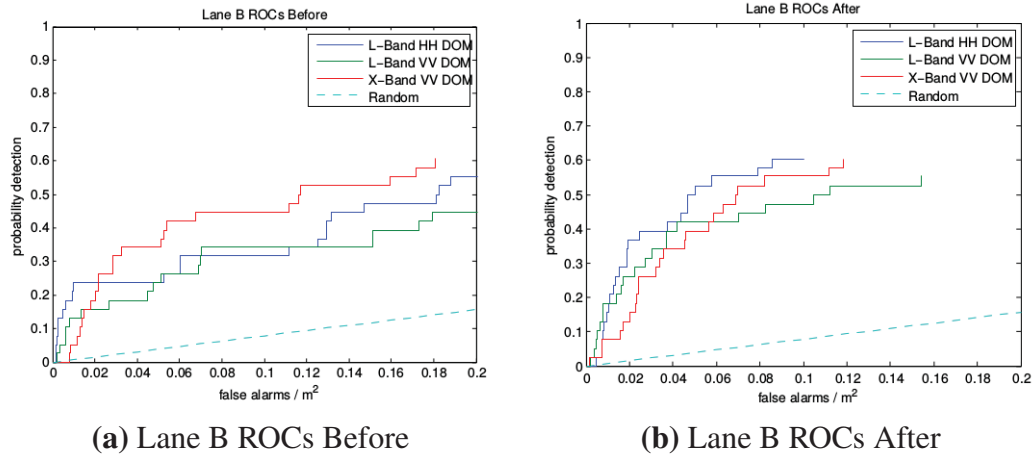 Lane B ROCs Before
L-Band HH DOM
L-Band VV DOM
X-Band VV DOM
Random
probability detection
1
0.9
0.8
0.7
0.6
0.5
0.4
0.3
0.2
0.1
0
0.02 0.04 0.06 0.08 0.1 0.12 0.14 0.16 0.18 0.2
false alarms / m²
(a) Lane B ROCs Before
Lane B ROCs After
L-Band HH DOM
L-Band VV DOM
X-Band VV DOM
Random
probability detection
1
0.9
0.8
0.7
0.6
0.5
0.4
0.3
0.2
0.1
0
0 0.02 0.04 0.06 0.08 0.1 0.12 0.14 0.16 0.18 0.2
false alarms / m²
(b) Lane B ROCs After